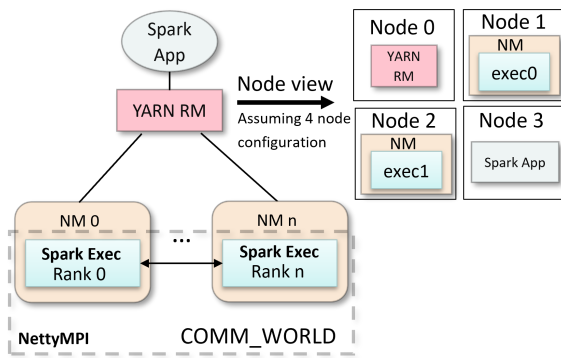 Spark
App
YARN RM
Node view
Assuming 4 node
configuration
Node 0
YARN
RM
Node 1
NM
exec0
Node 2
NM
exec1
Node 3
Spark App
NM 0
...
NM n
Spark Exec
Rank 0
Spark Exec
Rank n
NettyMPI
COMM_WORLD